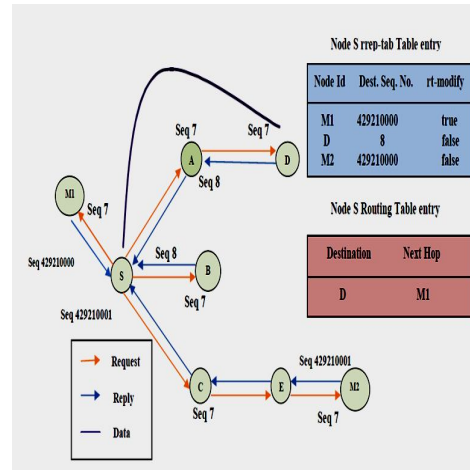 Node S rrep-tab Table entry
Node Id Dest. Seq. No. rt-modify
M1 429210000 true
D 8 false
M2 429210000 false
Node S Routing Table entry
Destination Next Hop
D M1
Seq 7
Seq 7
A
D
Seq 8
M1
Seq 7
Seq 8
Seq 429210000
S
B
Seq 7
Seq 429210001
Seq 429210001
C
E
M2
Seq 7
Seq 7
Request
Reply
Data